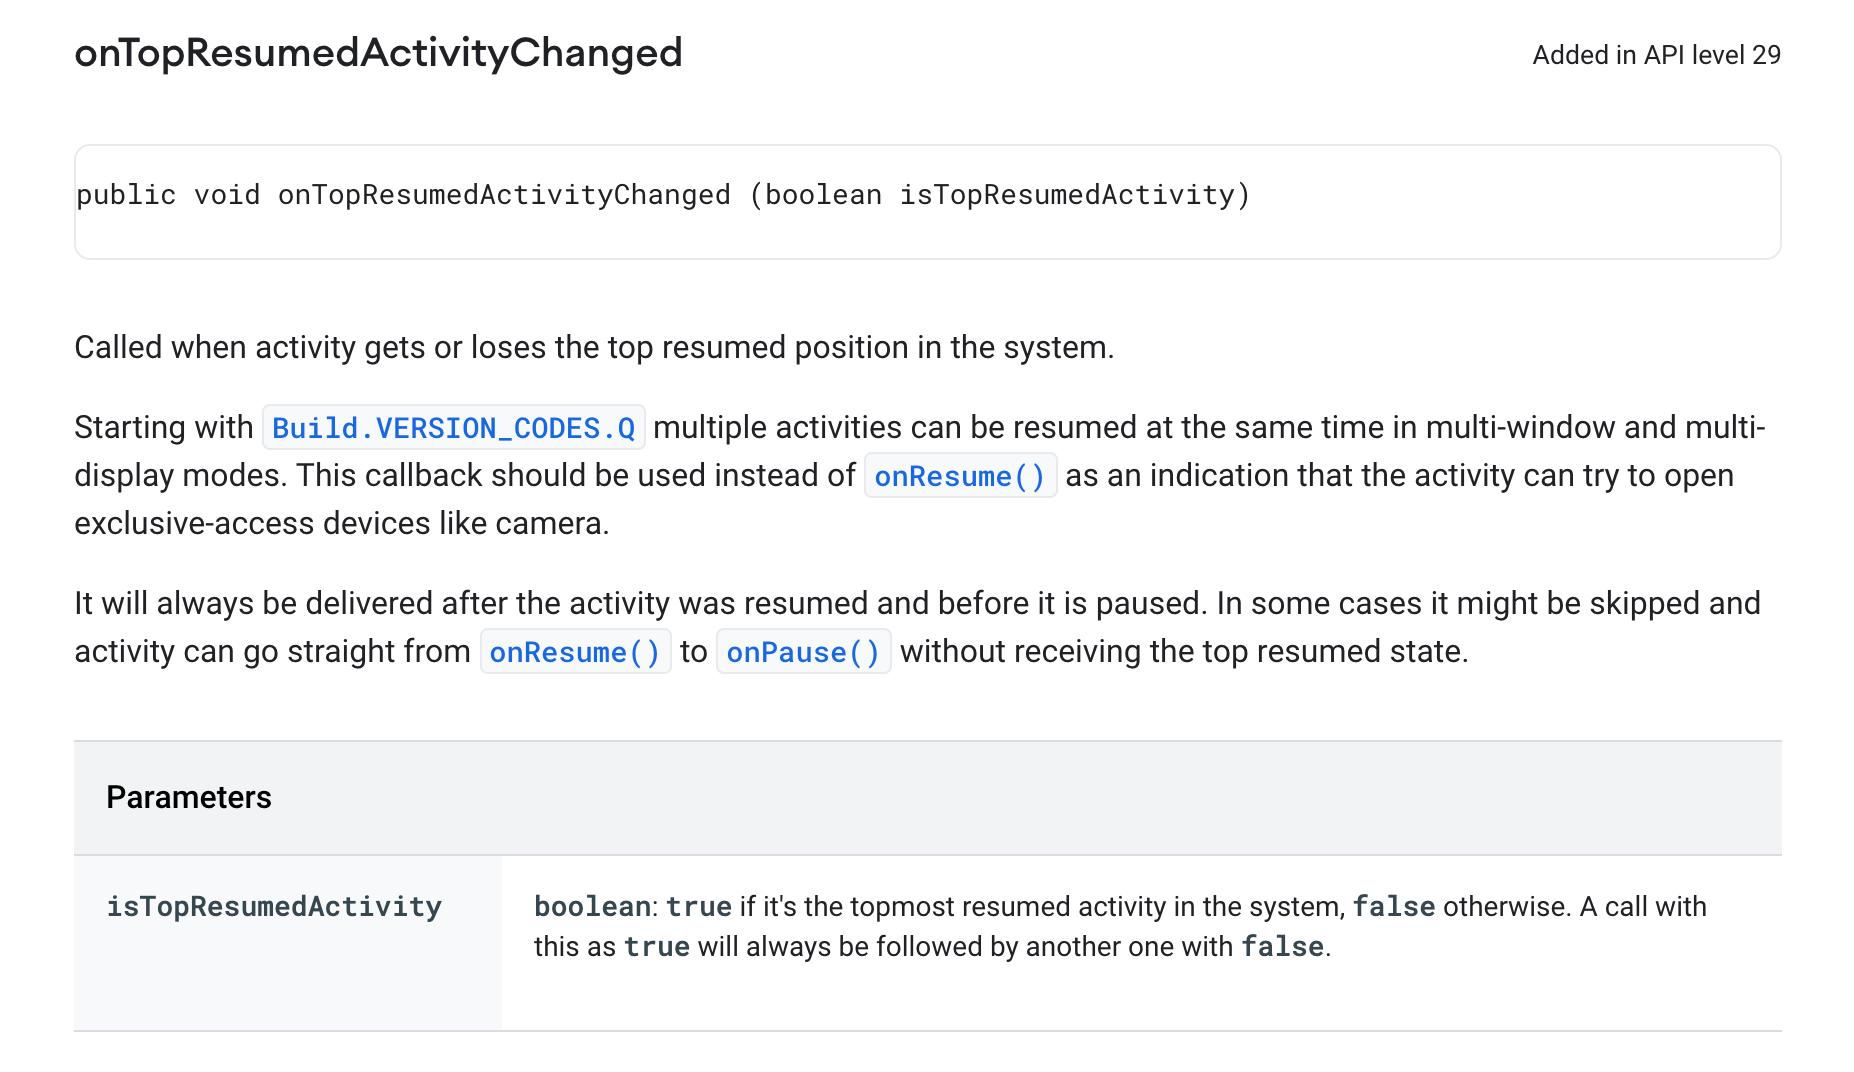 onTopResumedActivityChanged
Added in API level 29
public void onTopResumedActivityChanged (boolean isTopResumedActivity)
Called when activity gets or loses the top resumed position in the system.
Starting with Build.VERSION_CODES.Q multiple activities can be resumed at the same time in multi-window and multi-
display modes. This callback should be used instead of onResume() as an indication that the activity can try to open
exclusive-access devices like camera.
It will always be delivered after the activity was resumed and before it is paused. In some cases it might be skipped and
activity can go straight from onResume() to onPause() without receiving the top resumed state.
Parameters
isTopResumedActivity
boolean: true if it's the topmost resumed activity in the system, false otherwise. A call with
this as true will always be followed by another one with false.